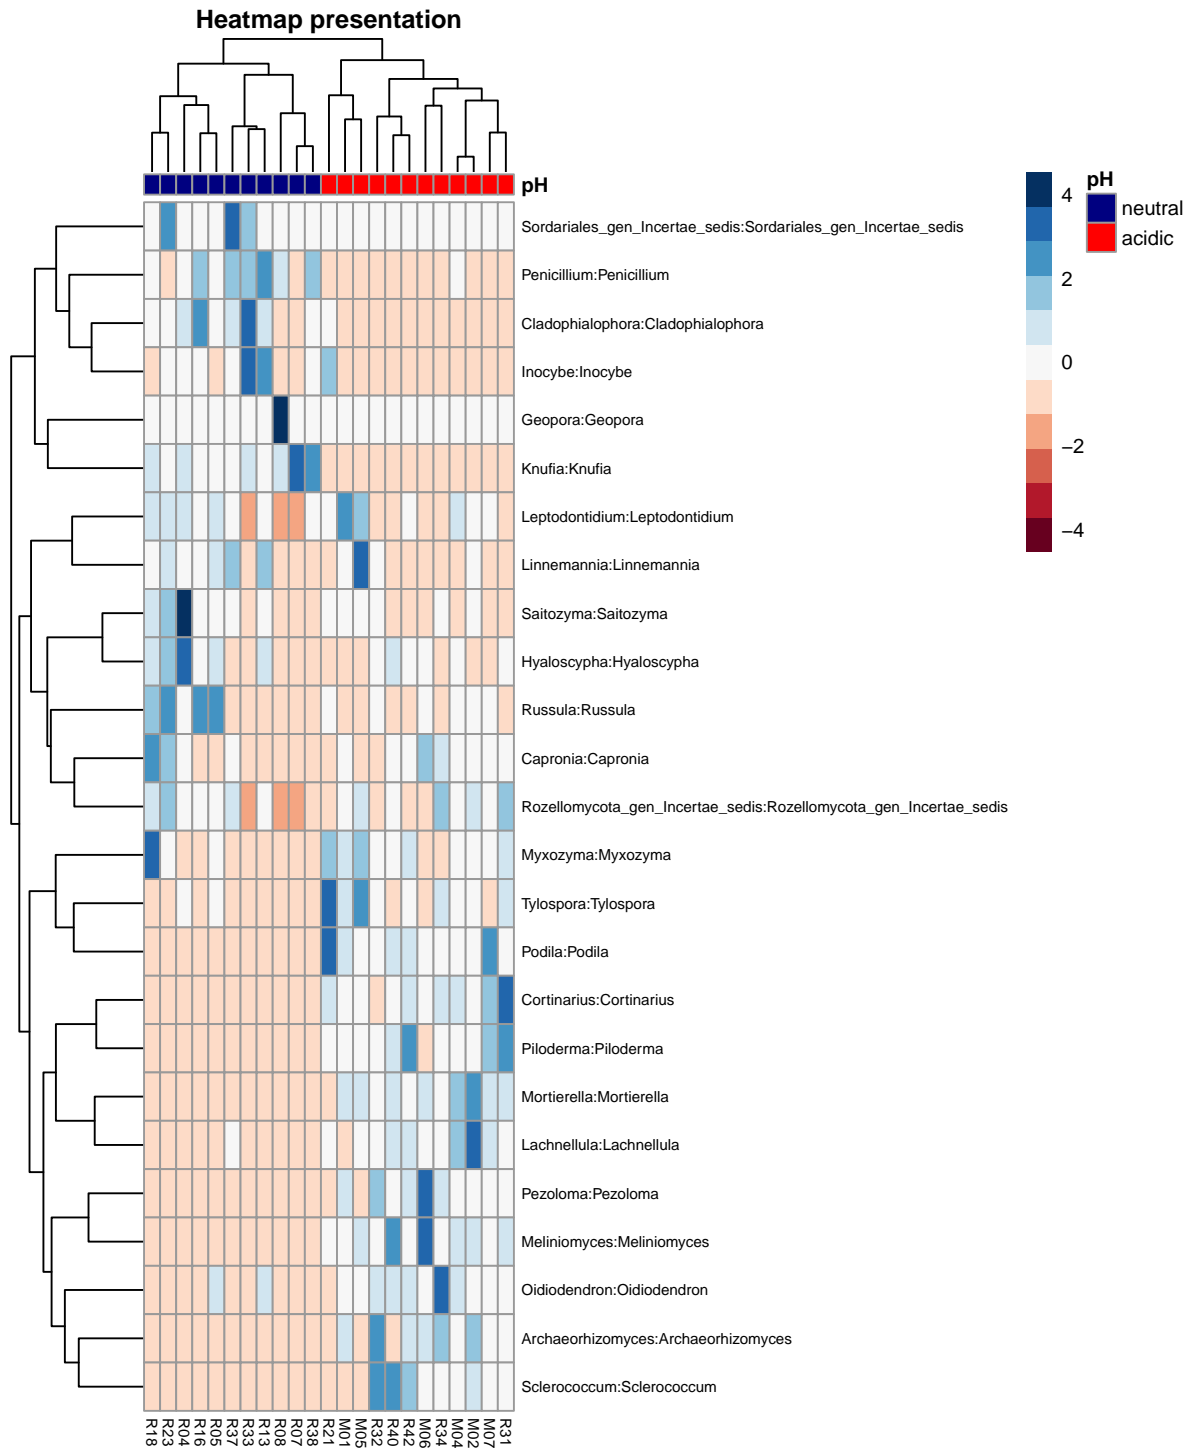 Heatmap presentation
pH
Sordariales_gen_Incertae_sedis:Sordariales_gen_Incertae_sedis
Penicillium:Penicillium
Cladophialophora:Cladophialophora
Inocybe:Inocybe
Geopora:Geopora
Knufia:Knufia
Leptodontidium:Leptodontidium
Linnemannia:Linnemannia
Saitozyma:Saitozyma
Hyaloscypha:Hyaloscypha
Russula:Russula
Capronia:Capronia
Rozellomycota_gen_Incertae_sedis:Rozellomycota_gen_Incertae_sedis
Myxozyma:Myxozyma
Tylospora:Tylospora
Podila:Podila
Cortinarius:Cortinarius
Piloderma:Piloderma
Mortierella:Mortierella
Lachnellula:Lachnellula
Pezoloma:Pezoloma
Meliniomyces:Meliniomyces
Oidiodendron:Oidiodendron
Archaeorhizomyces:Archaeorhizomyces
Sclerococcum:Sclerococcum
R18
R23
R04
R16
R05
R37
R33
R13
R08
R07
R38
R21
M01
M05
R32
R40
R42
M06
R34
M04
M02
M07
R31
4
2
0
−2
−4
pH
neutral
acidic